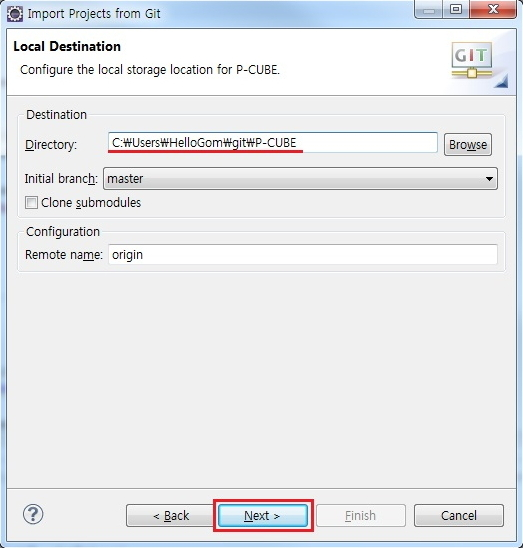 Import Projects from Git
Local Destination
Configure the local storage location for P-CUBE.
GIT
Destination
Directory: C:₩Users₩HelloGom₩git₩P-CUBE Browse
Initial branch: master
Clone submodules
Configuration
Remote name: origin
? < Back Next > Finish Cancel